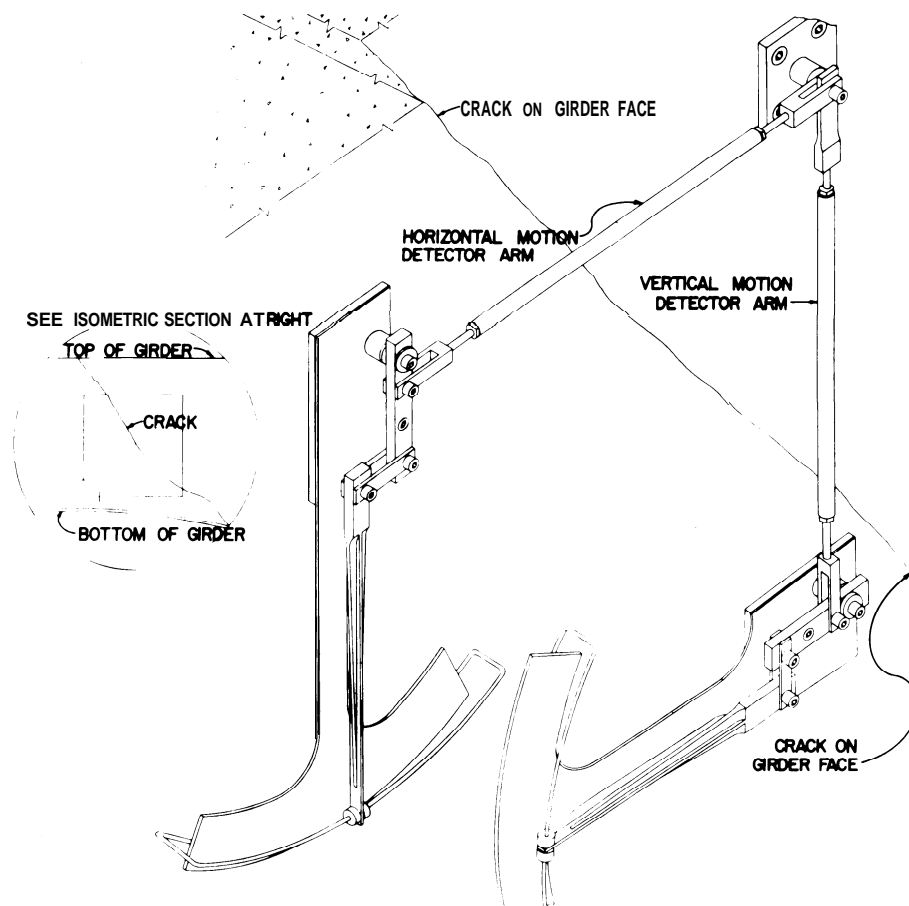 CRACK ON GIRDER FACE
HORIZONTAL MOTION
DETECTOR ARM
VERTICAL MOTION
DETECTOR ARM
SEE ISOMETRIC SECTION AT RIGHT
TOP OF GIRDER
CRACK
BOTTOM OF GIRDER
CRACK ON
GIRDER FACE